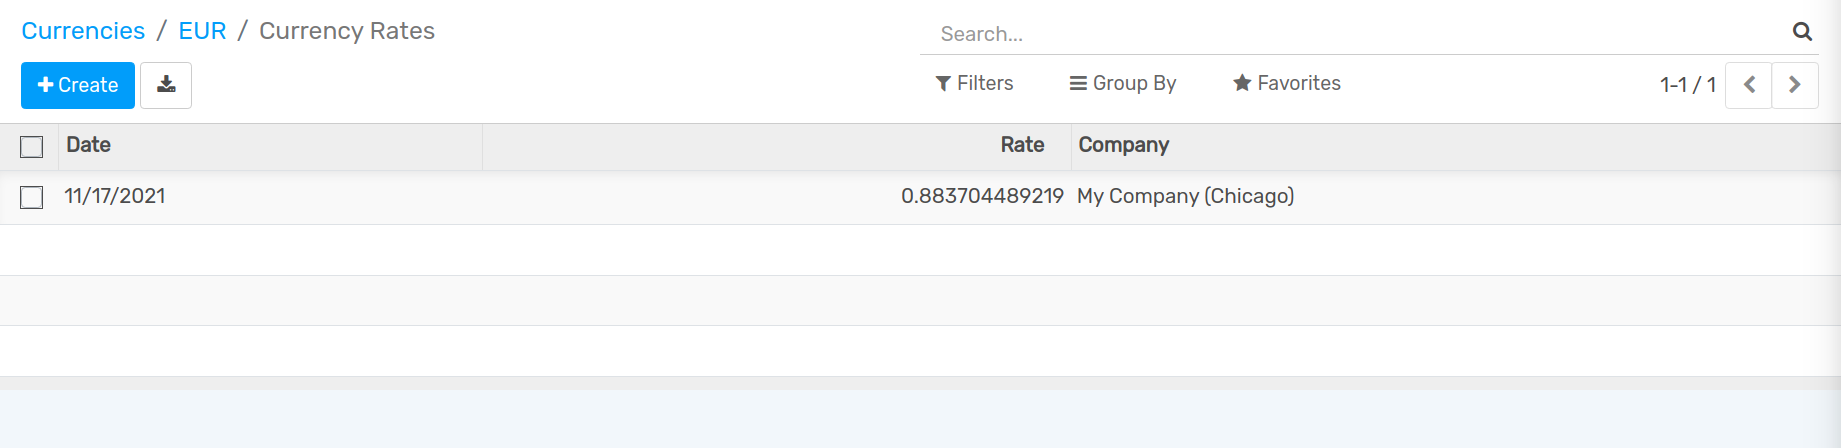 Currencies / EUR / Currency Rates
Search...
Create
Filters Group By Favorites 1-1 / 1
Date Rate Company
11/17/2021 0.883704489219 My Company (Chicago)